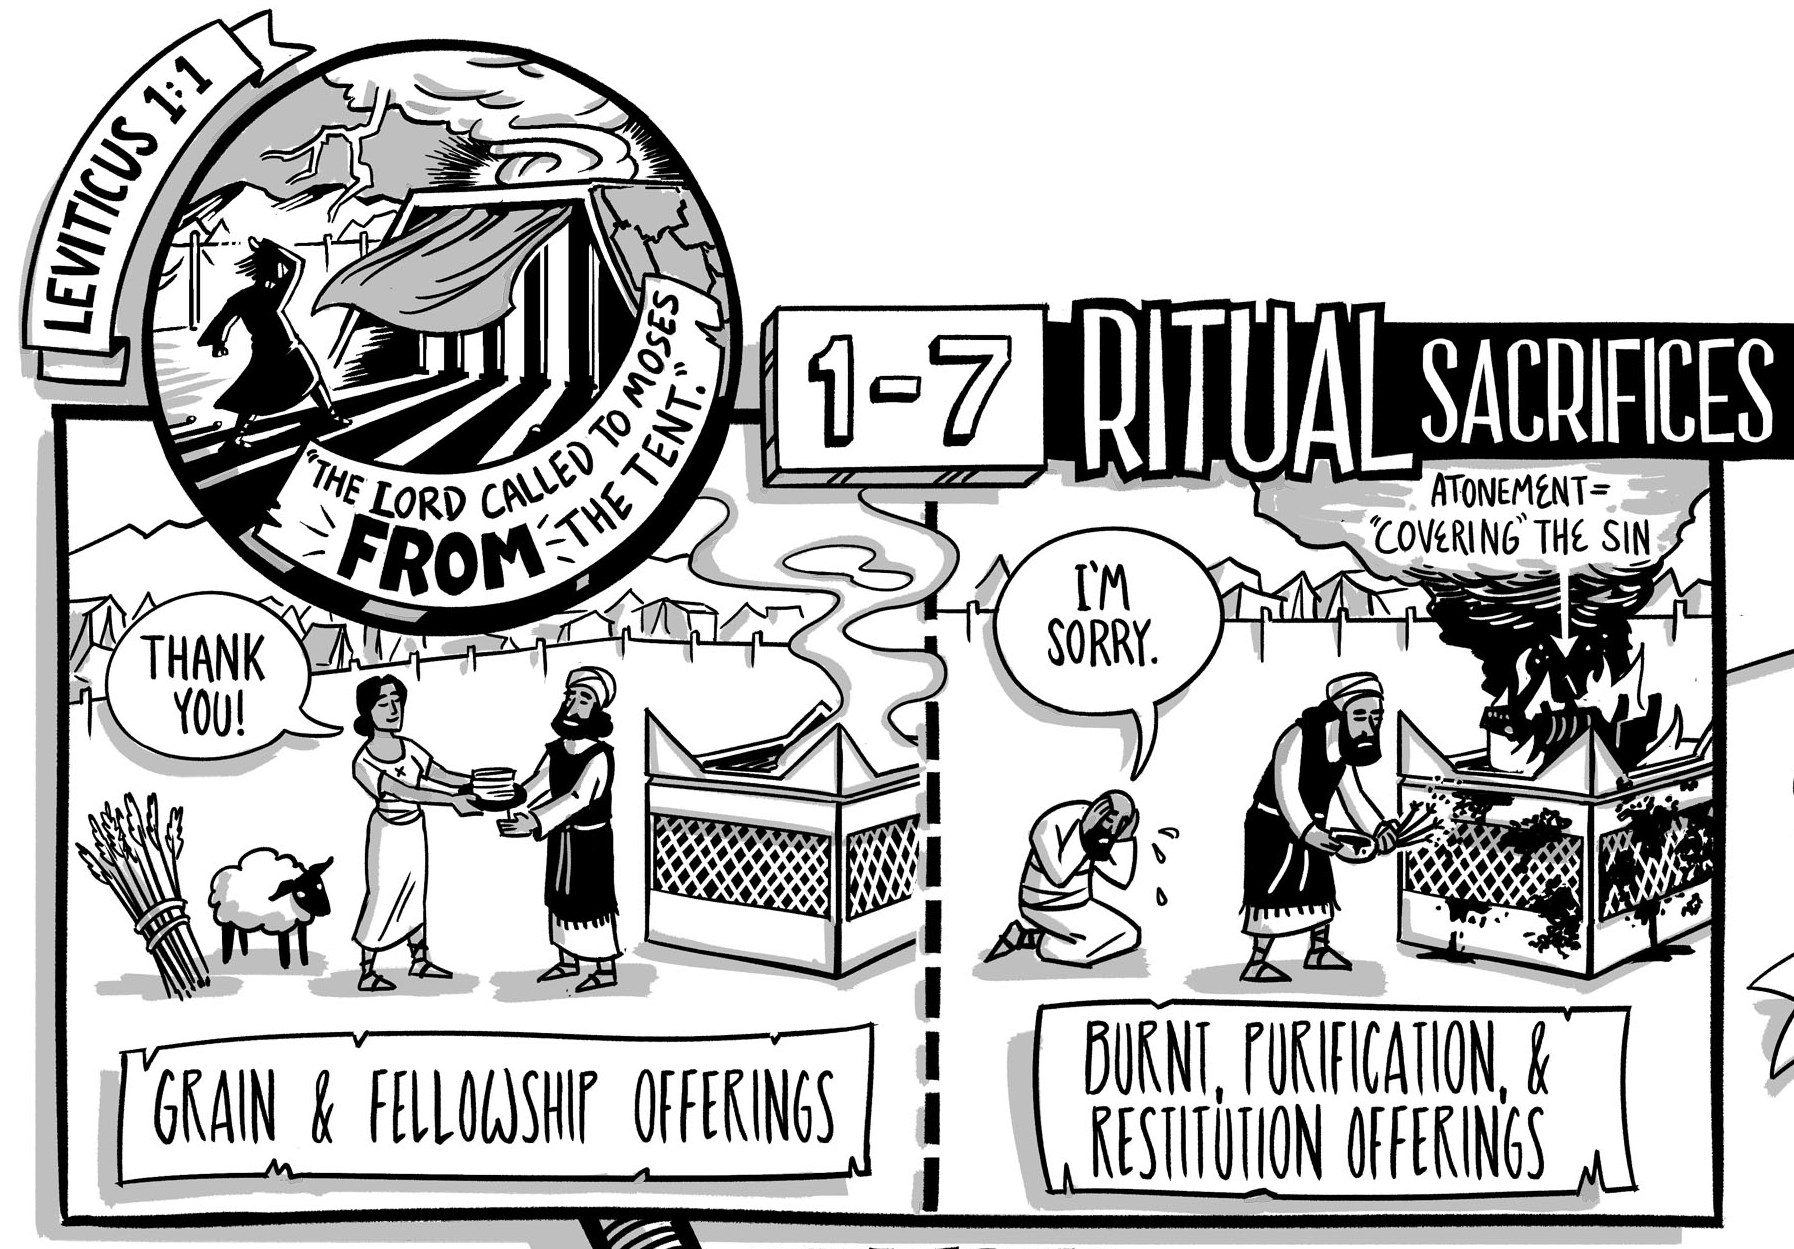 LEVITICUS 1:1
"THE LORD CALLED TO MOSES
FROM THE TENT."
1-7 RITUAL SACRIFICES
ATONEMENT=
"COVERING" THE SIN
THANK
YOU!
I'M
SORRY.
GRAIN & FELLOWSHIP OFFERINGS
BURNT, PURIFICATION, &
RESTITUTION OFFERINGS